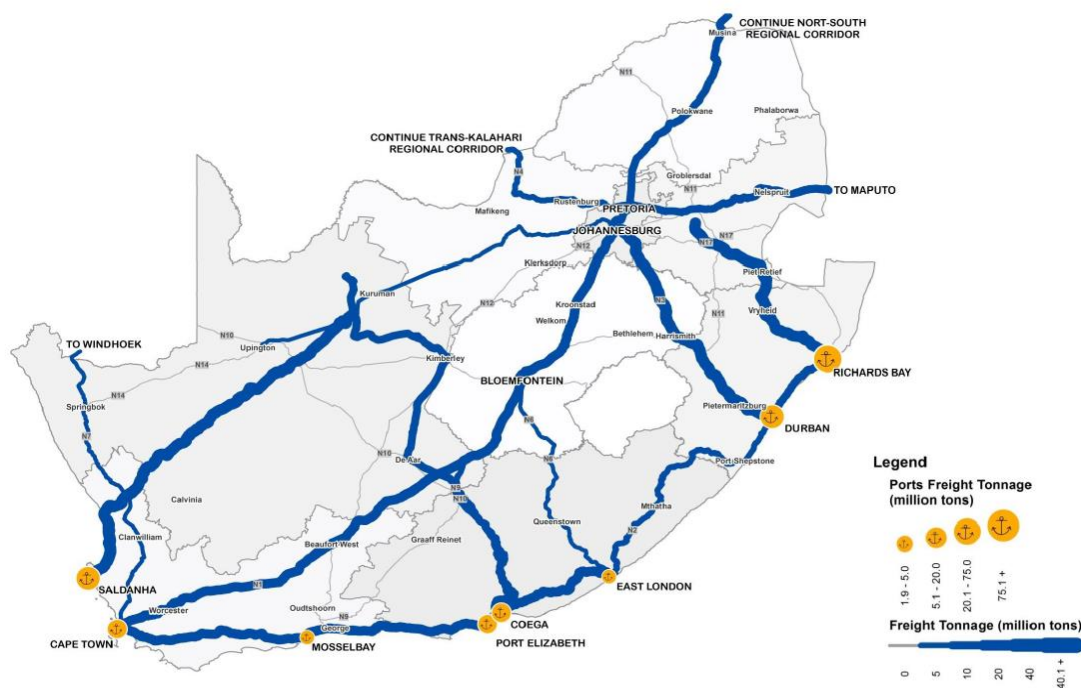 CONTINUE NORT-SOUTH
REGIONAL CORRIDOR
Musina
N11
Polokwane
Phalaborwa
CONTINUE TRANS-KALAHARI
REGIONAL CORRIDOR
Groblersdal
N4
N11
Nelspruit
TO MAPUTO
Rustenburg
PRETORIA
Mafikeng
JOHANNESBURG
N17
N17
N12
Klerksdorp
Piet Retief
Kuruman
N12
Kroonstad
N3
Vryheid
Welkom
N11
N10
Bethlehem
Harrismith
TO WINDHOEK
Upington
Kimberley
N14
BLOEMFONTEIN
RICHARDS BAY
N14
Springbok
Pietermaritzburg
N6
N7
DURBAN
N10
De Aar
N6
Port Shepstone
N9
N10
Calvinia
Mthatha
Queenstown
N2
Clanwilliam
Beaufort West
Graaff Reinet
SALDANHA
N1
EAST LONDON
Worcester
Oudtshoorn
N9
COEGA
George
CAPE TOWN
MOSSELBAY
PORT ELIZABETH
Legend
Ports Freight Tonnage
(million tons)
1.9 - 5.0
5.1 - 20.0
20.1 - 75.0
75.1 +
Freight Tonnage (million tons)
0
5
10
20
40
40.1 +